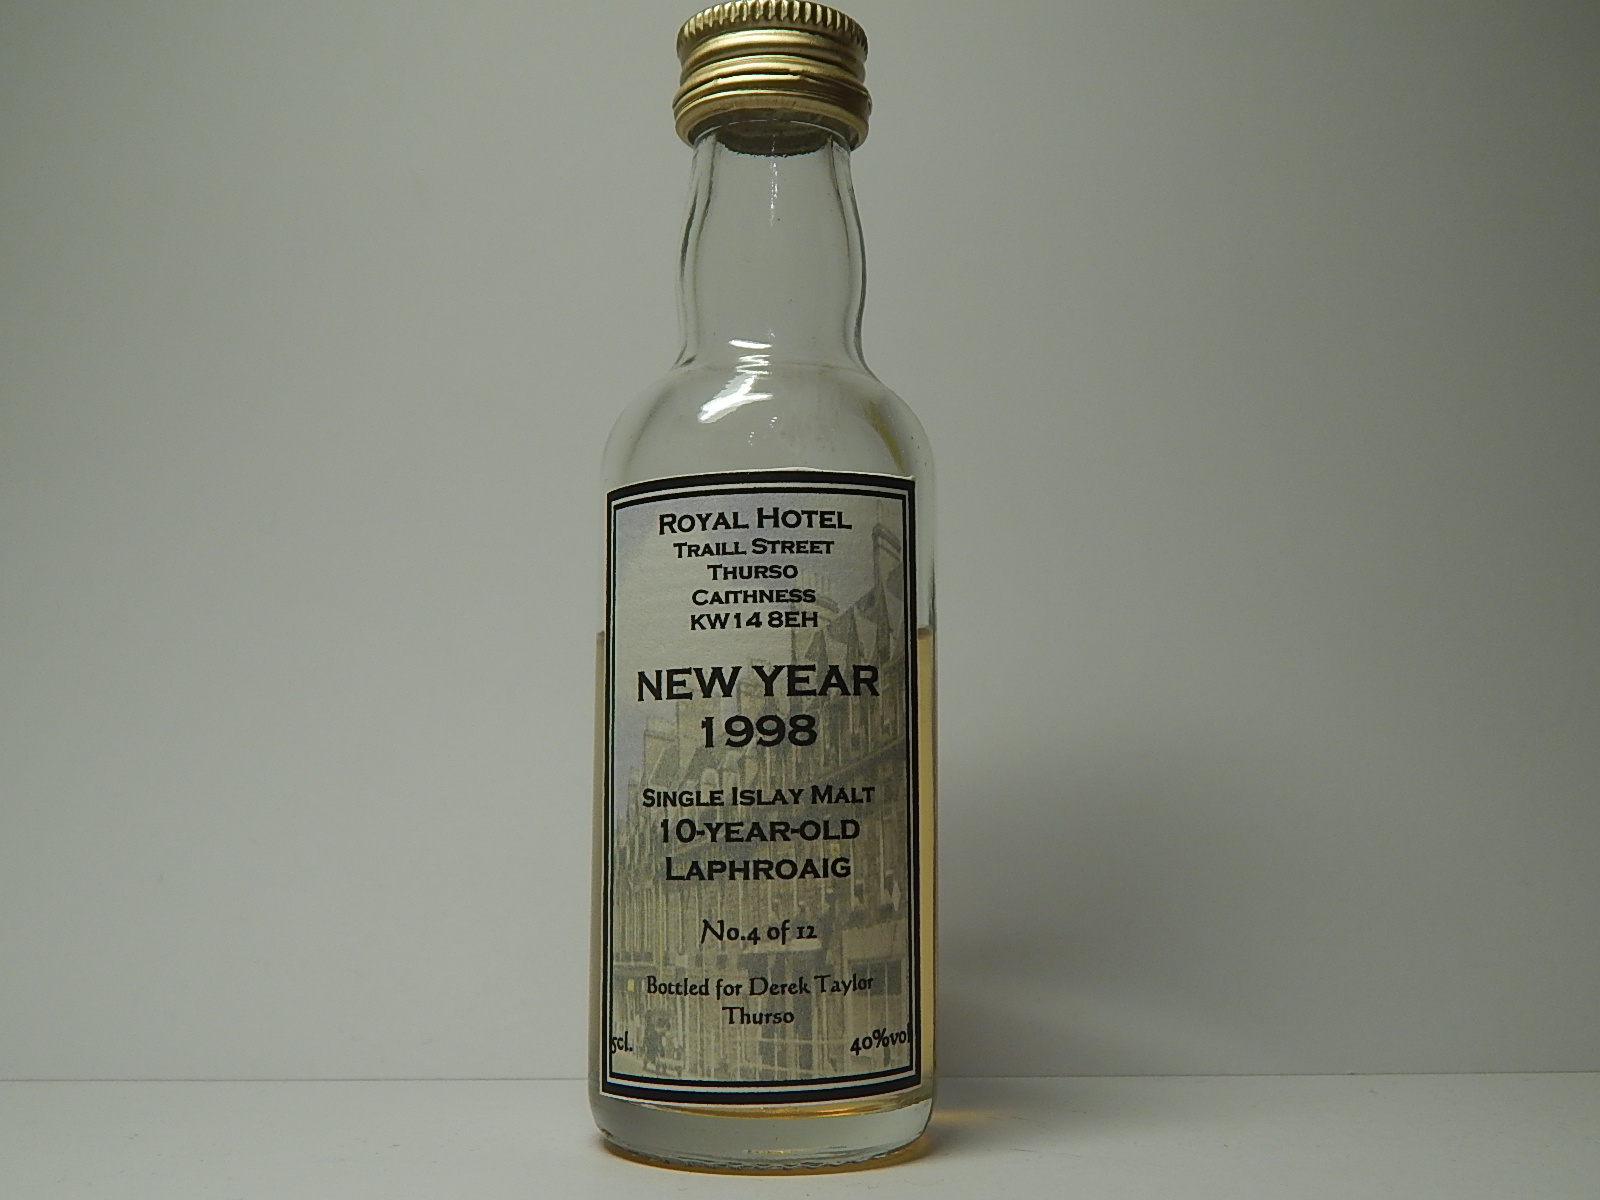 ROYAL HOTEL
TRAILL STREET
THURSO
CAITHNESS
KW14 8EH
NEW YEAR
1998
SINGLE ISLAY MALT
10-YEAR-OLD
LAPHROAIG
No.4 of 12
Bottled for Derek Taylor
Thurso
5cl. 40%vol